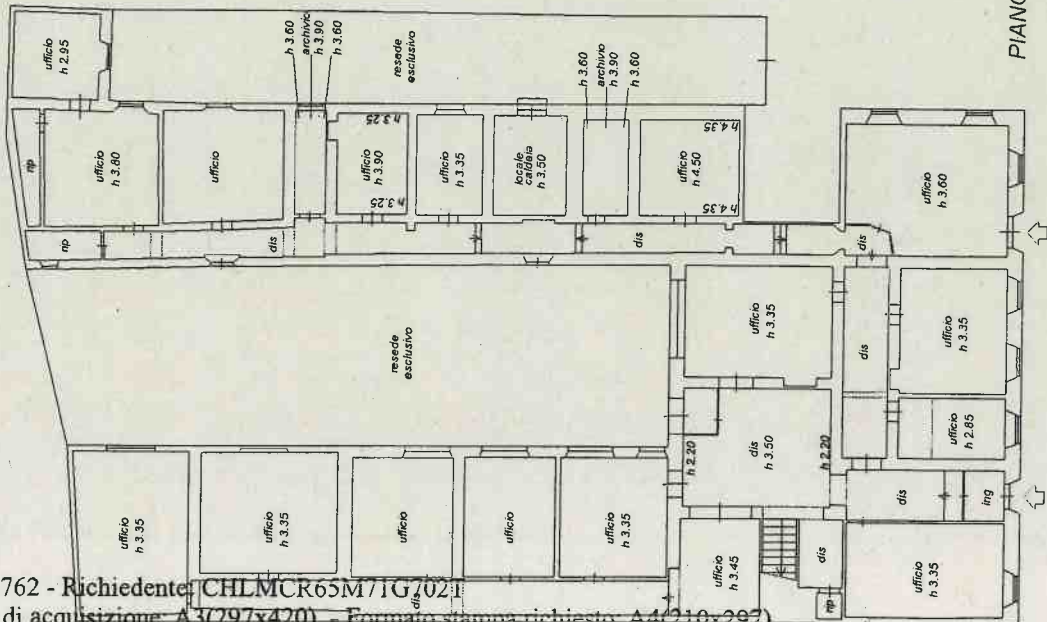 PIANO
ufficio
h 2.95
h 3.60
archivio
h 3.90
h 3.60
resede
esclusivo
h 3.60
archivio
h 3.90
h 3.60
np
ufficio
h 3.80
ufficio
h 3.25
ufficio
h 3.90
h 3.25
ufficio
h 3.35
locale
caldaia
h 3.50
h 4.35
ufficio
h 4.50
h 4.35
ufficio
h 3.60
np
dis
dis
dis
resede
esclusivo
ufficio
h 3.35
dis
ufficio
h 3.35
h 2.20
dis
h 3.50
h 2.20
ufficio
h 2.85
ufficio
h 3.35
ufficio
h 3.35
ufficio
ufficio
ufficio
h 3.35
dis
ing
ufficio
h 3.45
dis
ufficio
h 3.35
np
dis
762 - Richiedente: CHLMCR65M71G702T
di acquisizione: A3(297x420) - Formato stampa richiesto: A4(210x297)